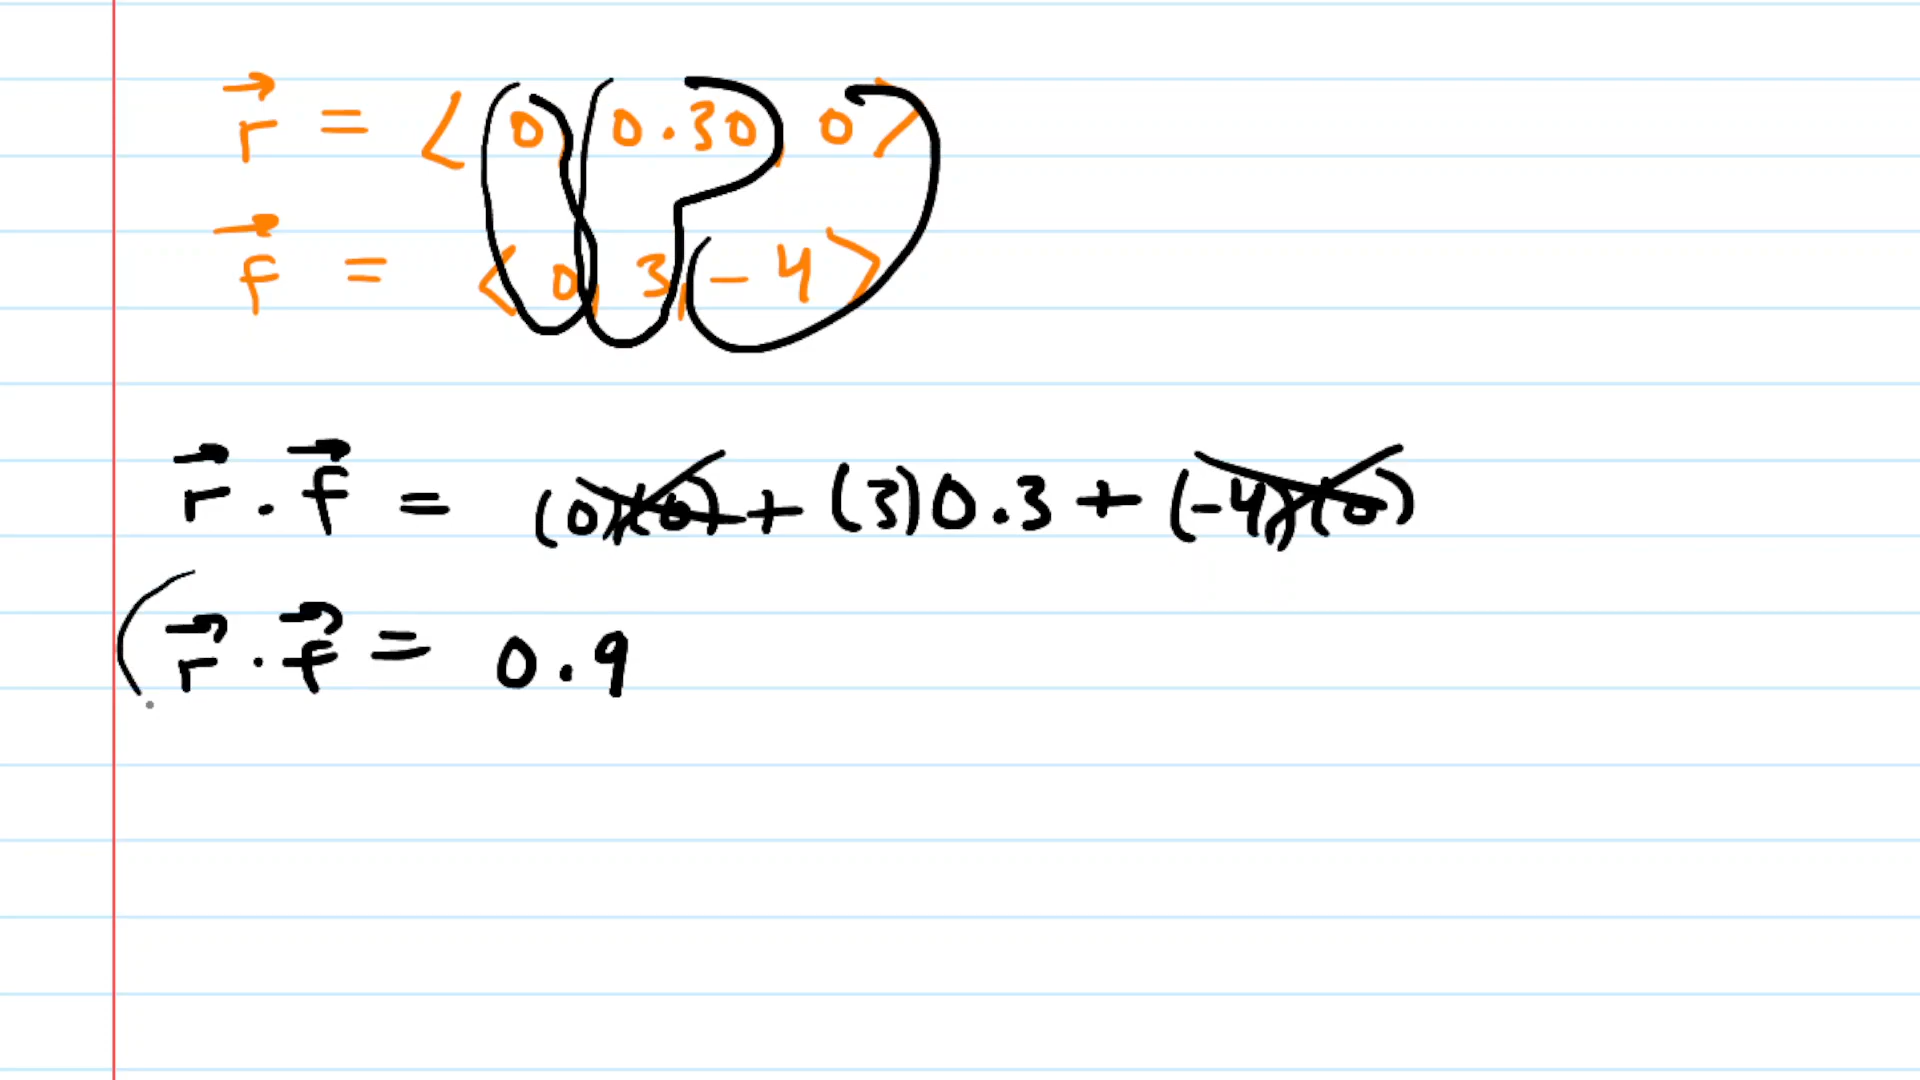 r⃗ = ⟨0, 0.30, 0⟩
f⃗ = ⟨0, 3, -4⟩
r⃗ · f⃗ = (0)(0) + (3)0.3 + (-4)(0)
r⃗ · f⃗ = 0.9